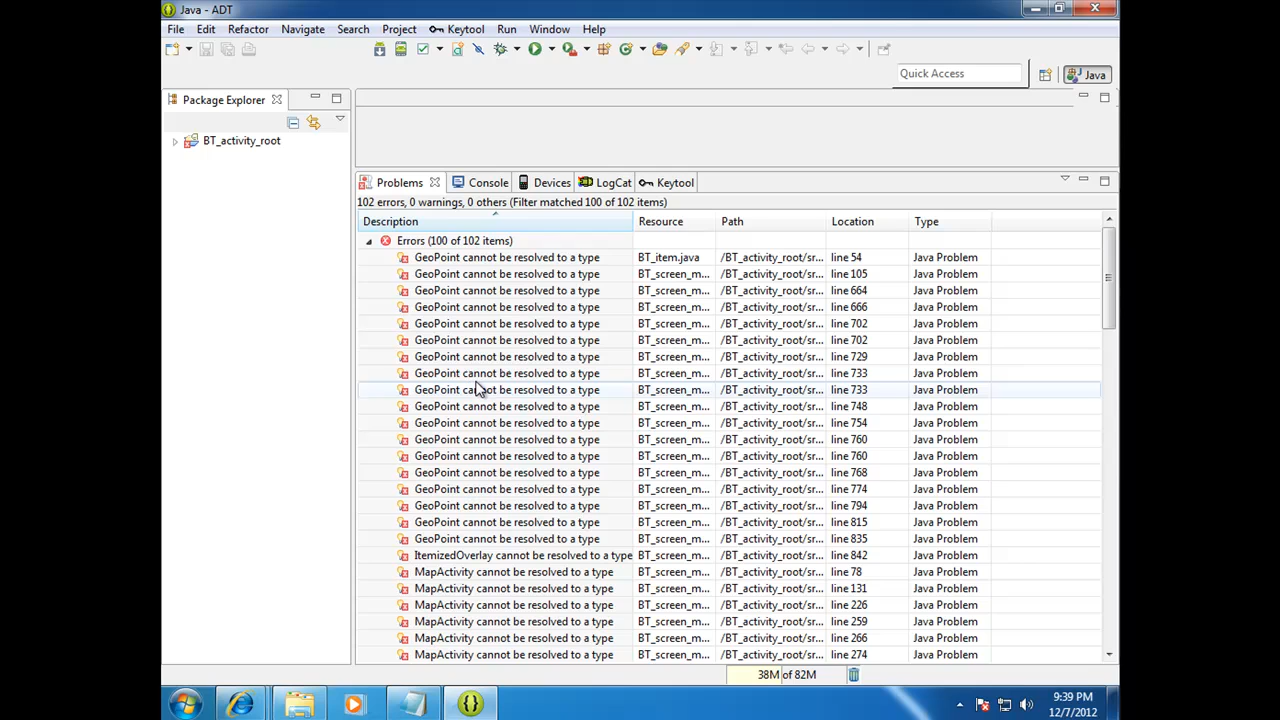 Java - ADT
File Edit Refactor Navigate Search Project Keytool Run Window Help
Quick Access Java
Package Explorer
BT_activity_root
Problems Console Devices LogCat Keytool
102 errors, 0 warnings, 0 others (Filter matched 100 of 102 items)
Description Resource Path Location Type
Errors (100 of 102 items)
GeoPoint cannot be resolved to a type BT_item.java /BT_activity_root/sr... line 54 Java Problem
GeoPoint cannot be resolved to a type BT_screen_m... /BT_activity_root/sr... line 105 Java Problem
GeoPoint cannot be resolved to a type BT_screen_m... /BT_activity_root/sr... line 664 Java Problem
GeoPoint cannot be resolved to a type BT_screen_m... /BT_activity_root/sr... line 666 Java Problem
GeoPoint cannot be resolved to a type BT_screen_m... /BT_activity_root/sr... line 702 Java Problem
GeoPoint cannot be resolved to a type BT_screen_m... /BT_activity_root/sr... line 702 Java Problem
GeoPoint cannot be resolved to a type BT_screen_m... /BT_activity_root/sr... line 729 Java Problem
GeoPoint cannot be resolved to a type BT_screen_m... /BT_activity_root/sr... line 733 Java Problem
GeoPoint cannot be resolved to a type BT_screen_m... /BT_activity_root/sr... line 733 Java Problem
GeoPoint cannot be resolved to a type BT_screen_m... /BT_activity_root/sr... line 748 Java Problem
GeoPoint cannot be resolved to a type BT_screen_m... /BT_activity_root/sr... line 754 Java Problem
GeoPoint cannot be resolved to a type BT_screen_m... /BT_activity_root/sr... line 760 Java Problem
GeoPoint cannot be resolved to a type BT_screen_m... /BT_activity_root/sr... line 760 Java Problem
GeoPoint cannot be resolved to a type BT_screen_m... /BT_activity_root/sr... line 768 Java Problem
GeoPoint cannot be resolved to a type BT_screen_m... /BT_activity_root/sr... line 774 Java Problem
GeoPoint cannot be resolved to a type BT_screen_m... /BT_activity_root/sr... line 794 Java Problem
GeoPoint cannot be resolved to a type BT_screen_m... /BT_activity_root/sr... line 815 Java Problem
GeoPoint cannot be resolved to a type BT_screen_m... /BT_activity_root/sr... line 835 Java Problem
ItemizedOverlay cannot be resolved to a type BT_screen_m... /BT_activity_root/sr... line 842 Java Problem
MapActivity cannot be resolved to a type BT_screen_m... /BT_activity_root/sr... line 78 Java Problem
MapActivity cannot be resolved to a type BT_screen_m... /BT_activity_root/sr... line 131 Java Problem
MapActivity cannot be resolved to a type BT_screen_m... /BT_activity_root/sr... line 226 Java Problem
MapActivity cannot be resolved to a type BT_screen_m... /BT_activity_root/sr... line 259 Java Problem
MapActivity cannot be resolved to a type BT_screen_m... /BT_activity_root/sr... line 266 Java Problem
MapActivity cannot be resolved to a type BT_screen_m... /BT_activity_root/sr... line 274 Java Problem
38M of 82M
9:39 PM
12/7/2012